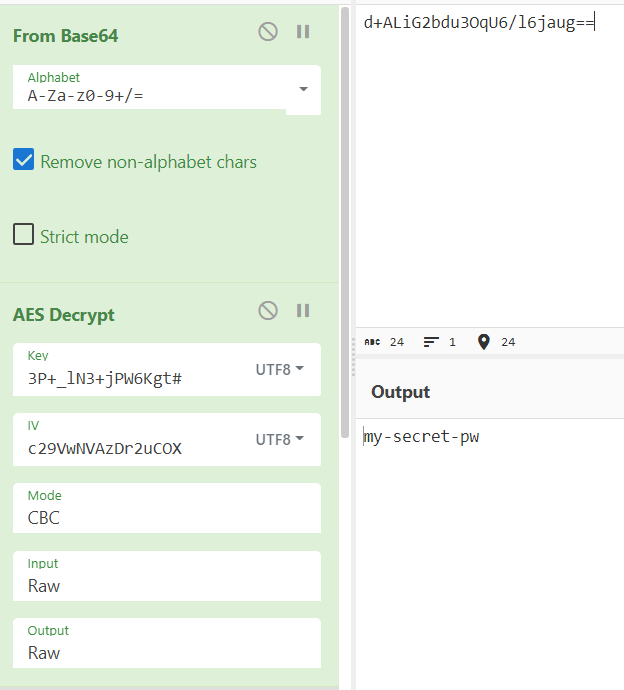 From Base64
Alphabet
A-Za-z0-9+/=
Remove non-alphabet chars
Strict mode
AES Decrypt
Key
3P+_lN3+jPW6Kgt#
UTF8
IV
c29VwNVAzDr2uCOX
UTF8
Mode
CBC
Input
Raw
Output
Raw
d+ALiG2bdu3OqU6/l6jaug==
ABC 24 1 24
Output
my-secret-pw